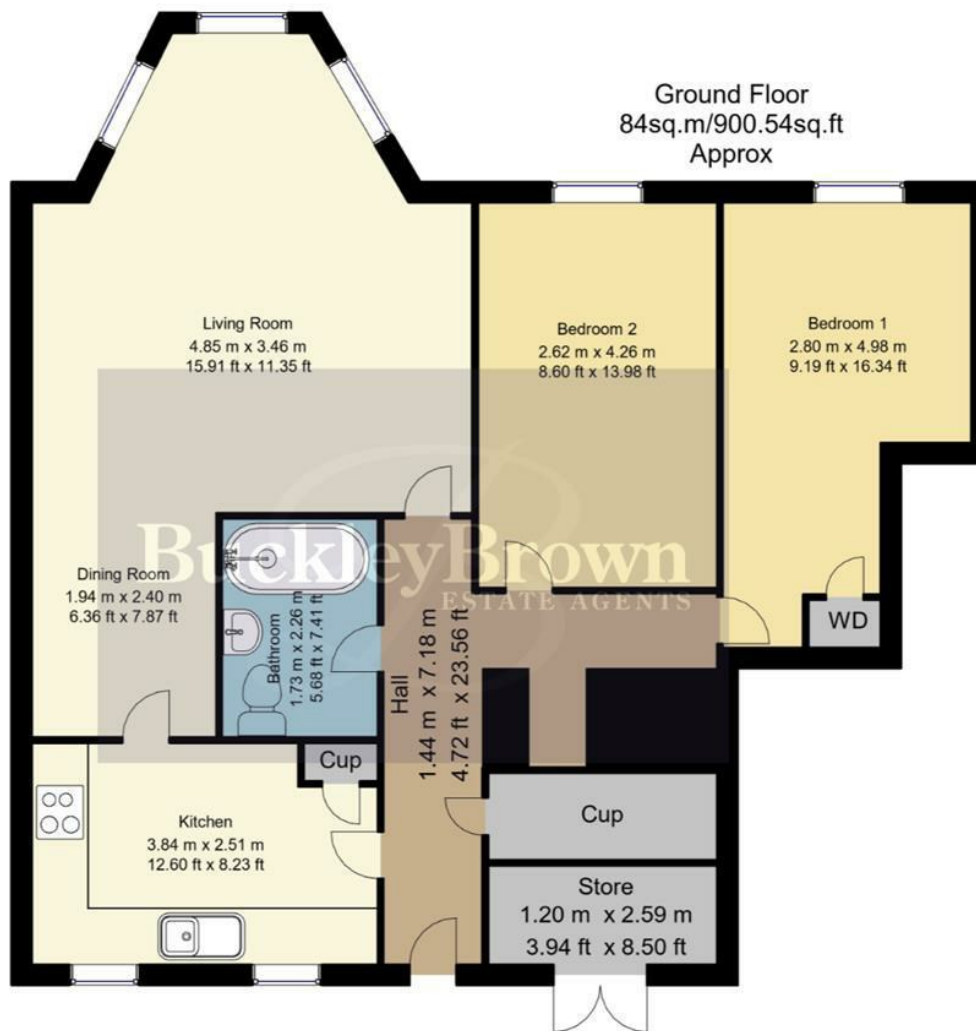 Ground Floor
84sq.m/900.54sq.ft
Approx
Living Room
4.85 m x 3.46 m
15.91 ft x 11.35 ft
Bedroom 2
2.62 m x 4.26 m
8.60 ft x 13.98 ft
Bedroom 1
2.80 m x 4.98 m
9.19 ft x 16.34 ft
BuckleyBrown
ESTATE AGENTS
Dining Room
1.94 m x 2.40 m
6.36 ft x 7.87 ft
Bathroom
1.73 m x 2.26 m
5.68 ft x 7.41 ft
Hall
1.44 m x 7.18 m
4.72 ft x 23.56 ft
WD
Cup
Kitchen
3.84 m x 2.51 m
12.60 ft x 8.23 ft
Cup
Store
1.20 m x 2.59 m
3.94 ft x 8.50 ft